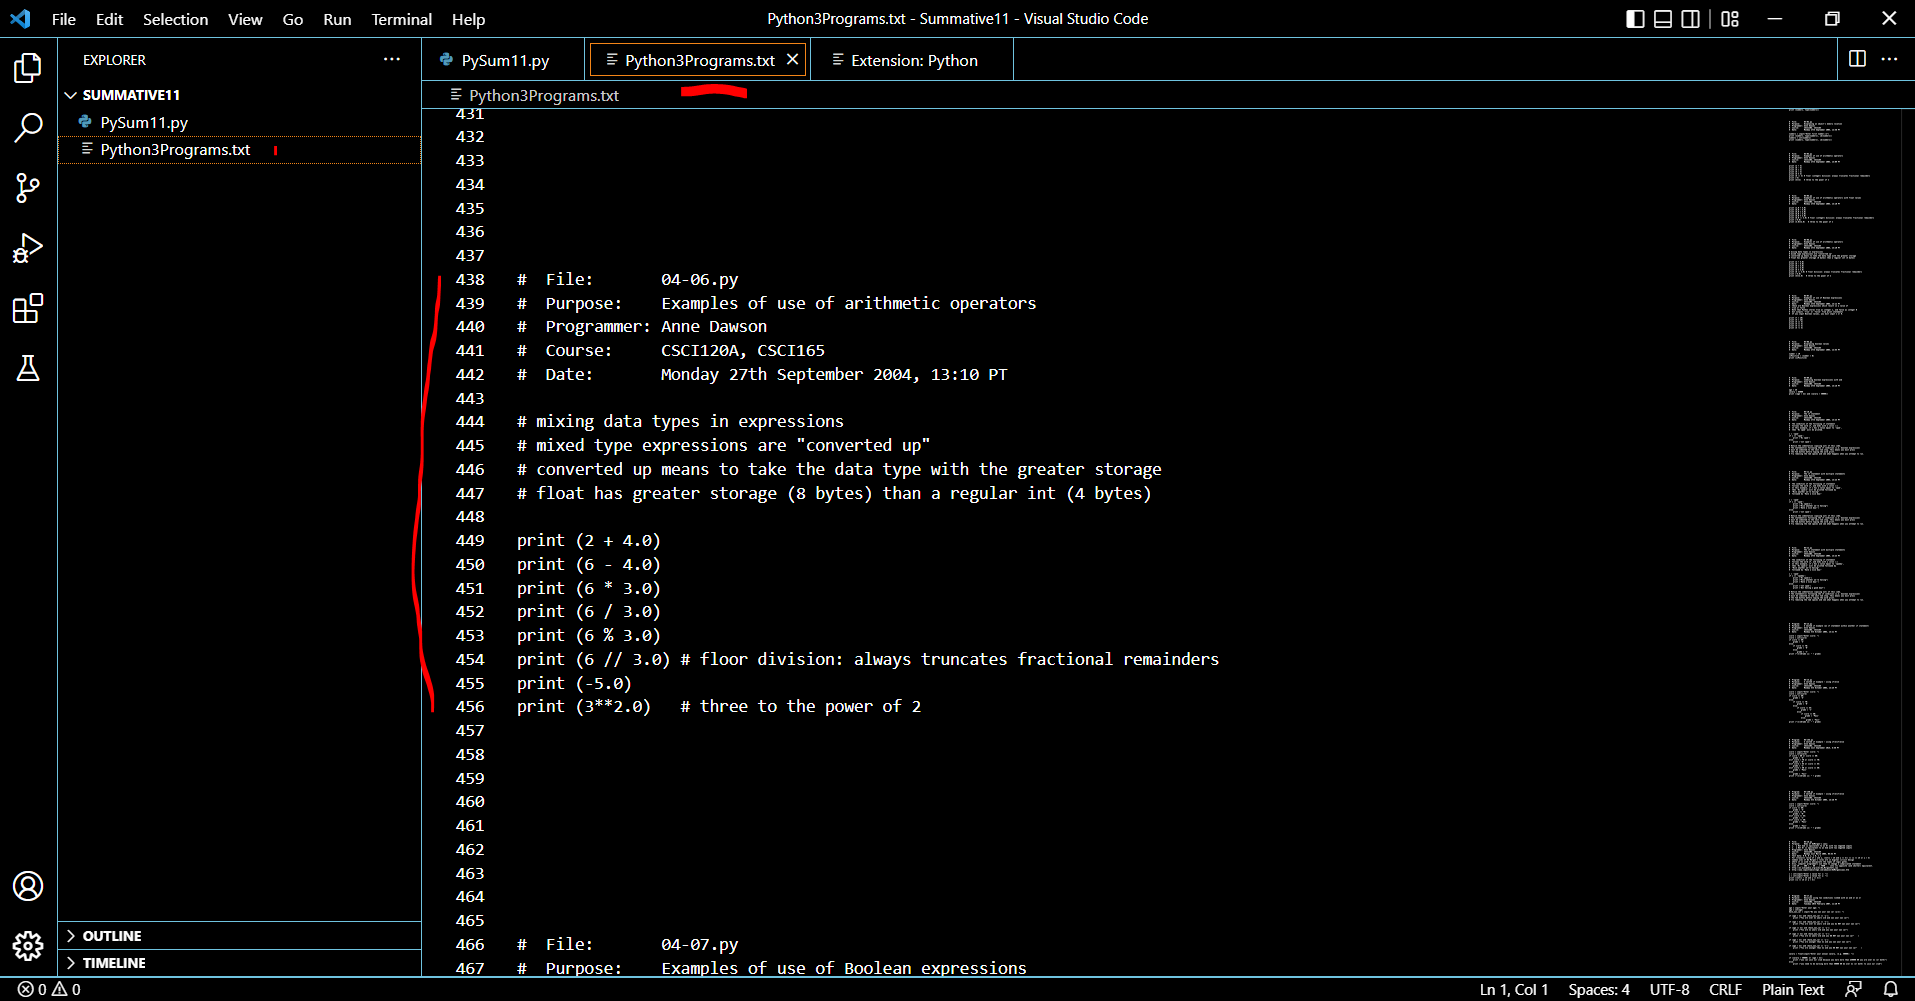 File Edit Selection View Go Run Terminal Help
Python3Programs.txt - Summative11 - Visual Studio Code
EXPLORER
SUMMATIVE11
PySum11.py
Python3Programs.txt
OUTLINE
TIMELINE
PySum11.py Python3Programs.txt Extension: Python
Python3Programs.txt
431
432
433
434
435
436
437
438 # File: 04-06.py
439 # Purpose: Examples of use of arithmetic operators
440 # Programmer: Anne Dawson
441 # Course: CSCI120A, CSCI165
442 # Date: Monday 27th September 2004, 13:10 PT
443
444 # mixing data types in expressions
445 # mixed type expressions are "converted up"
446 # converted up means to take the data type with the greater storage
447 # float has greater storage (8 bytes) than a regular int (4 bytes)
448
449 print (2 + 4.0)
450 print (6 - 4.0)
451 print (6 * 3.0)
452 print (6 / 3.0)
453 print (6 % 3.0)
454 print (6 // 3.0) # floor division: always truncates fractional remainders
455 print (-5.0)
456 print (3**2.0) # three to the power of 2
457
458
459
460
461
462
463
464
465
466 # File: 04-07.py
467 # Purpose: Examples of use of Boolean expressions
0 0
Ln 1, Col 1 Spaces: 4 UTF-8 CRLF Plain Text